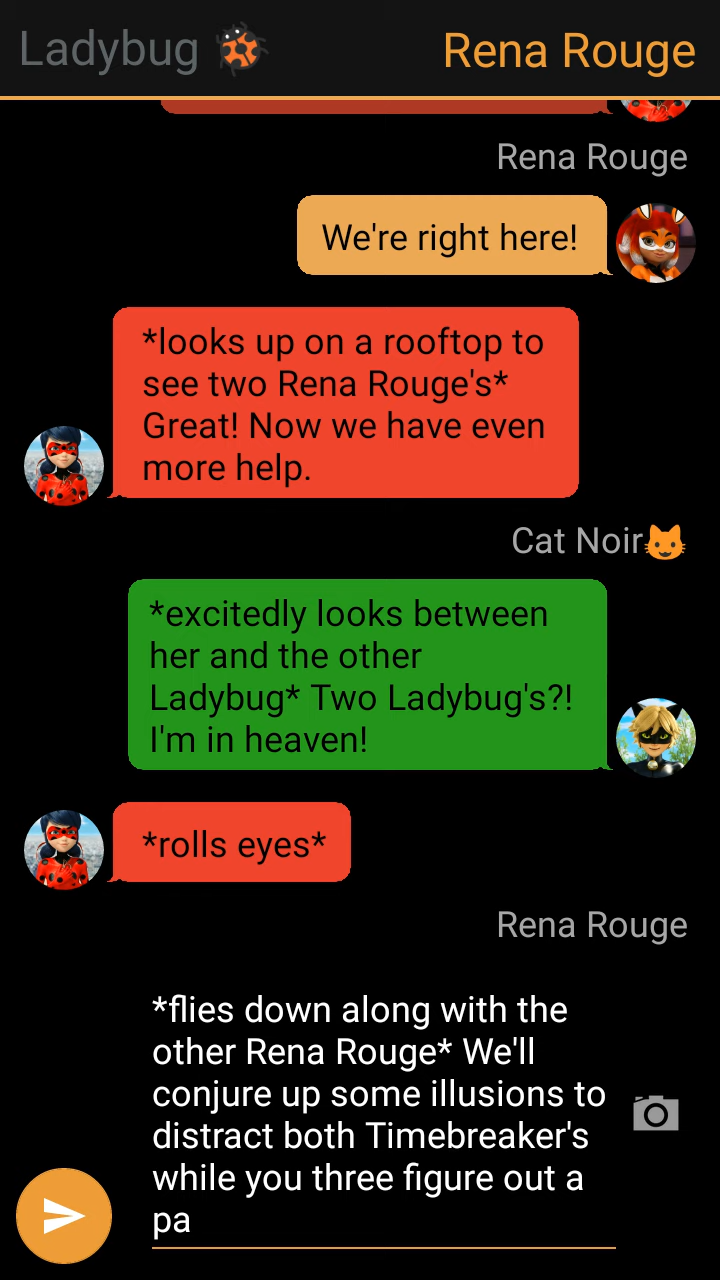 Ladybug 🐞 Rena Rouge
Rena Rouge
We're right here!
*looks up on a rooftop to
see two Rena Rouge's*
Great! Now we have even
more help.
Cat Noir😺
*excitedly looks between
her and the other
Ladybug* Two Ladybug's?!
I'm in heaven!
*rolls eyes*
Rena Rouge
*flies down along with the
other Rena Rouge* We'll
conjure up some illusions to
distract both Timebreaker's
while you three figure out a
pa